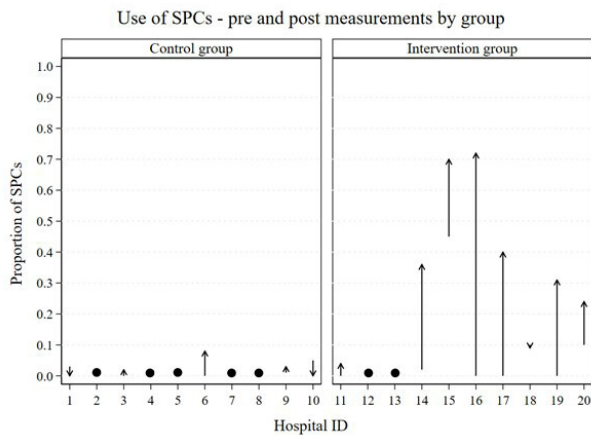 Use of SPCs - pre and post measurements by group
Control group
Intervention group
1.0
0.9
0.8
0.7
0.6
0.5
0.4
0.3
0.2
0.1
0.0
Proportion of SPCs
1 2 3 4 5 6 7 8 9 10
11 12 13 14 15 16 17 18 19 20
Hospital ID